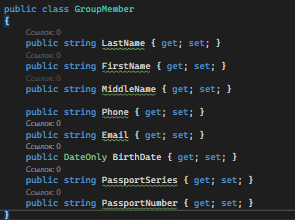 public class GroupMember
{
Ссылок: 0
public string LastName { get; set; }
Ссылок: 0
public string FirstName { get; set; }
Ссылок: 0
public string MiddleName { get; set; }
Ссылок: 0
public string Phone { get; set; }
Ссылок: 0
public string Email { get; set; }
Ссылок: 0
public DateOnly BirthDate { get; set; }
Ссылок: 0
public string PassportSeries { get; set; }
Ссылок: 0
public string PassportNumber { get; set; }
}